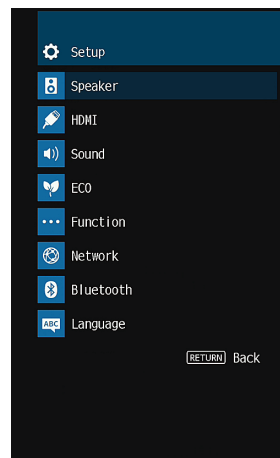 Setup
Speaker
HDMI
Sound
ECO
Function
Network
Bluetooth
ABC Language
RETURN Back